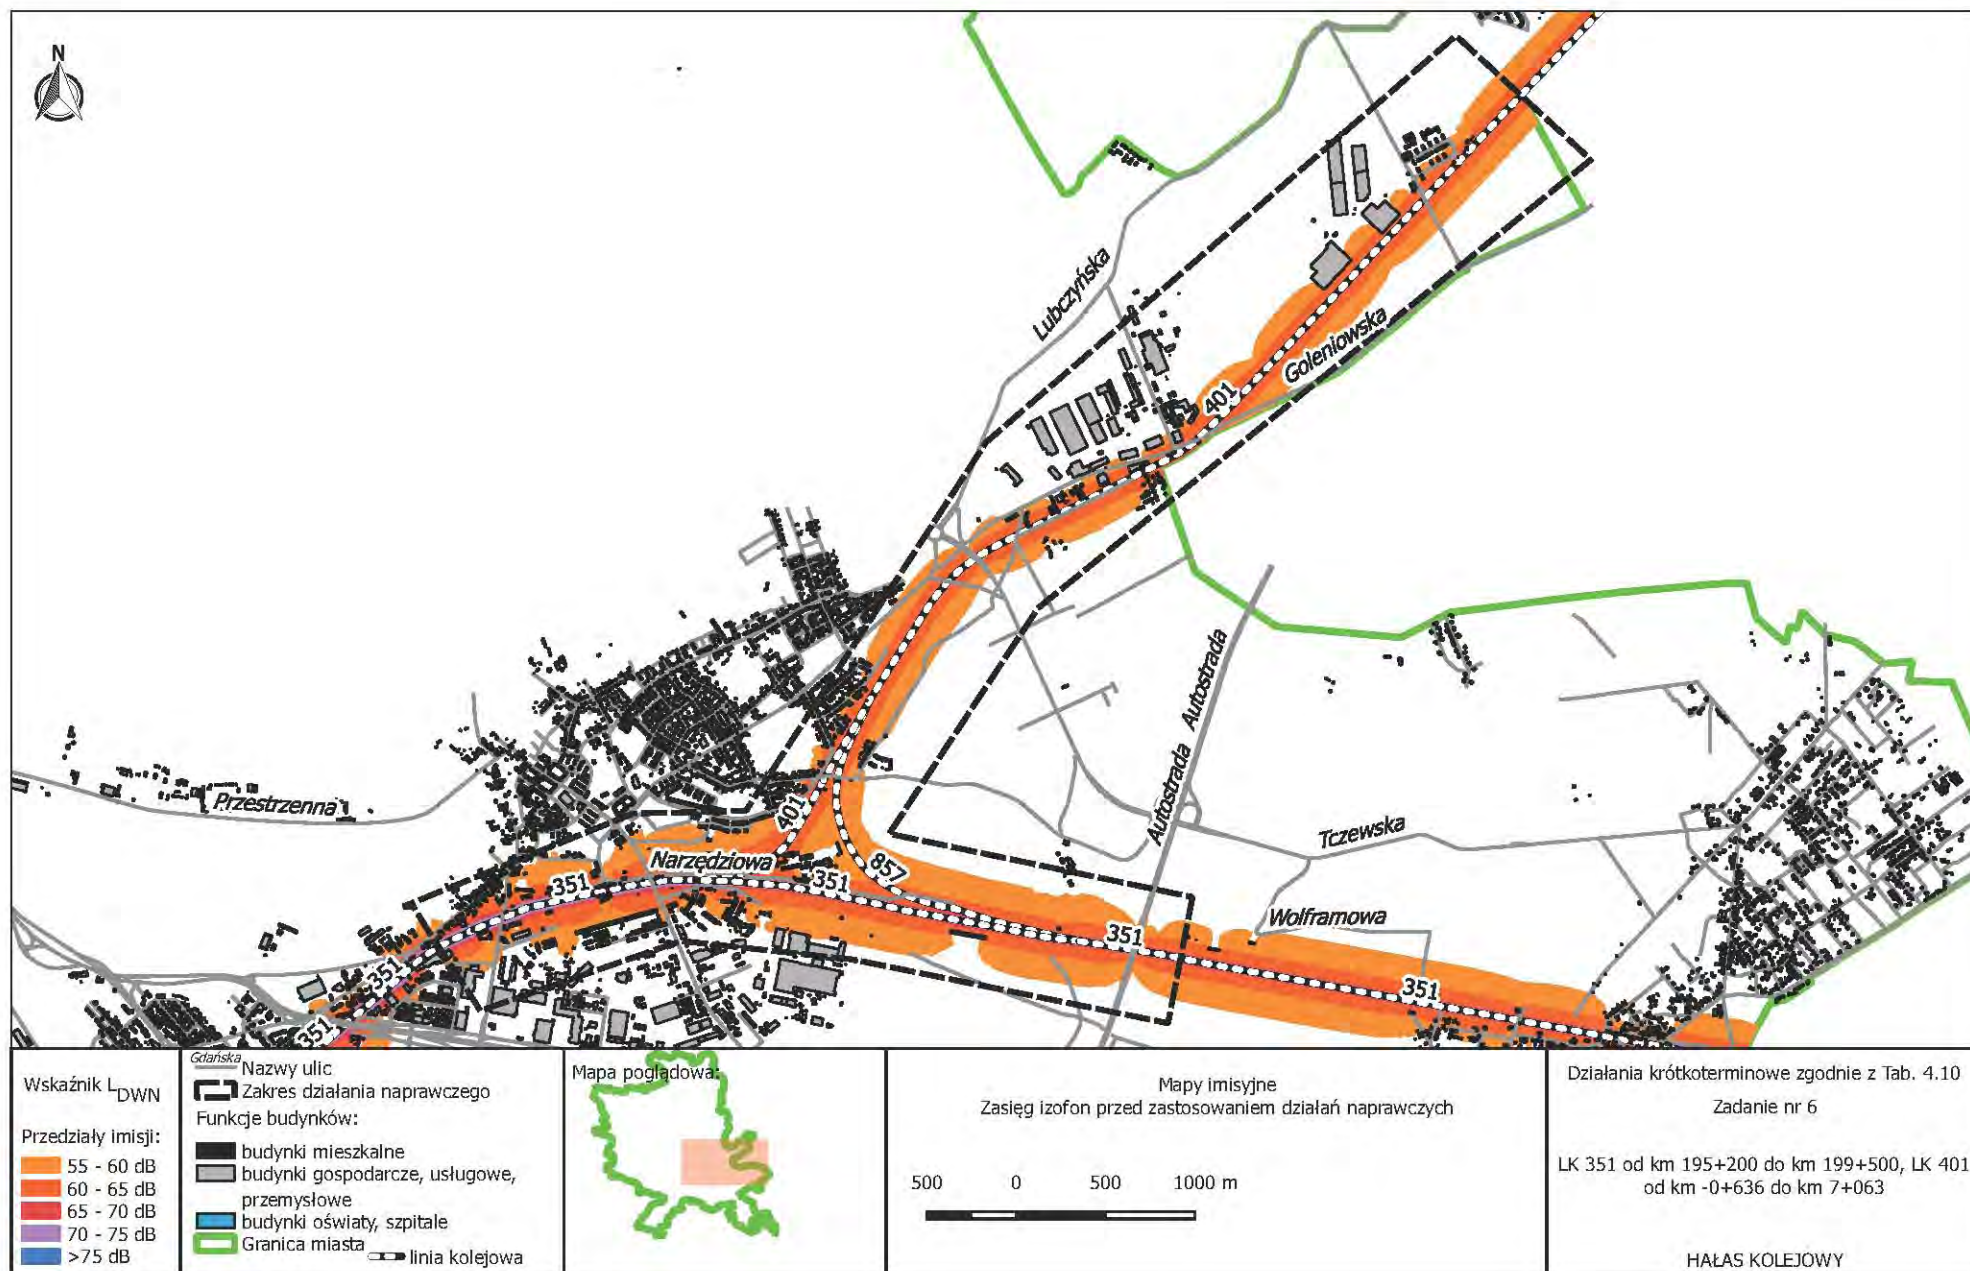 N
Lubczyńska
Goleniowska
401
Autostrada
Autostrada
Przestrzenna
401
Tczewska
Narzędziowa
857
351
351
Wolframowa
351
351
351
351
Wskaźnik LDWN
Przedziały imisji:
55 - 60 dB
60 - 65 dB
65 - 70 dB
70 - 75 dB
>75 dB
Gdańska
Nazwy ulic
Zakres działania naprawczego
Funkcje budynków:
budynki mieszkalne
budynki gospodarcze, usługowe,
przemysłowe
budynki oświaty, szpitale
Granica miasta
linia kolejowa
Mapa poglądowa:
Mapy imisyjne
Zasięg izofon przed zastosowaniem działań naprawczych
500 0 500 1000 m
Działania krótkoterminowe zgodnie z Tab. 4.10
Zadanie nr 6
LK 351 od km 195+200 do km 199+500, LK 401
od km -0+636 do km 7+063
HAŁAS KOLEJOWY